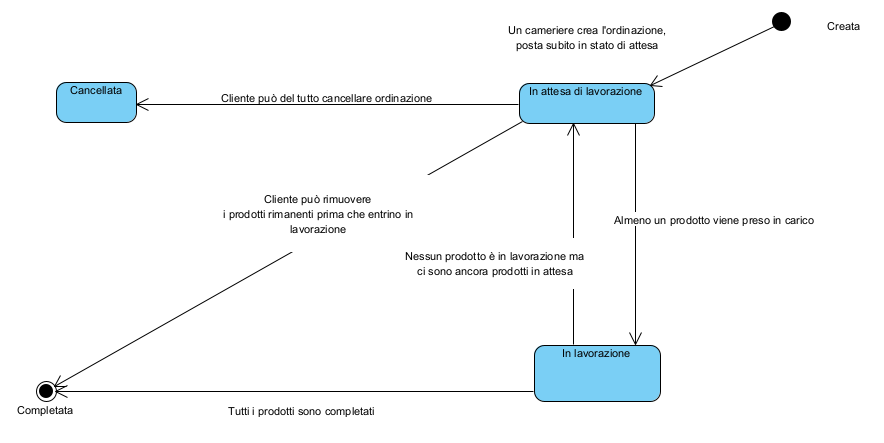 Un cameriere crea l'ordinazione,
posta subito in stato di attesa
Creata
Cancellata
Cliente può del tutto cancellare ordinazione
In attesa di lavorazione
Cliente può rimuovere
i prodotti rimanenti prima che entrino in
lavorazione
Almeno un prodotto viene preso in carico
Nessun prodotto è in lavorazione ma
ci sono ancora prodotti in attesa
In lavorazione
Completata
Tutti i prodotti sono completati